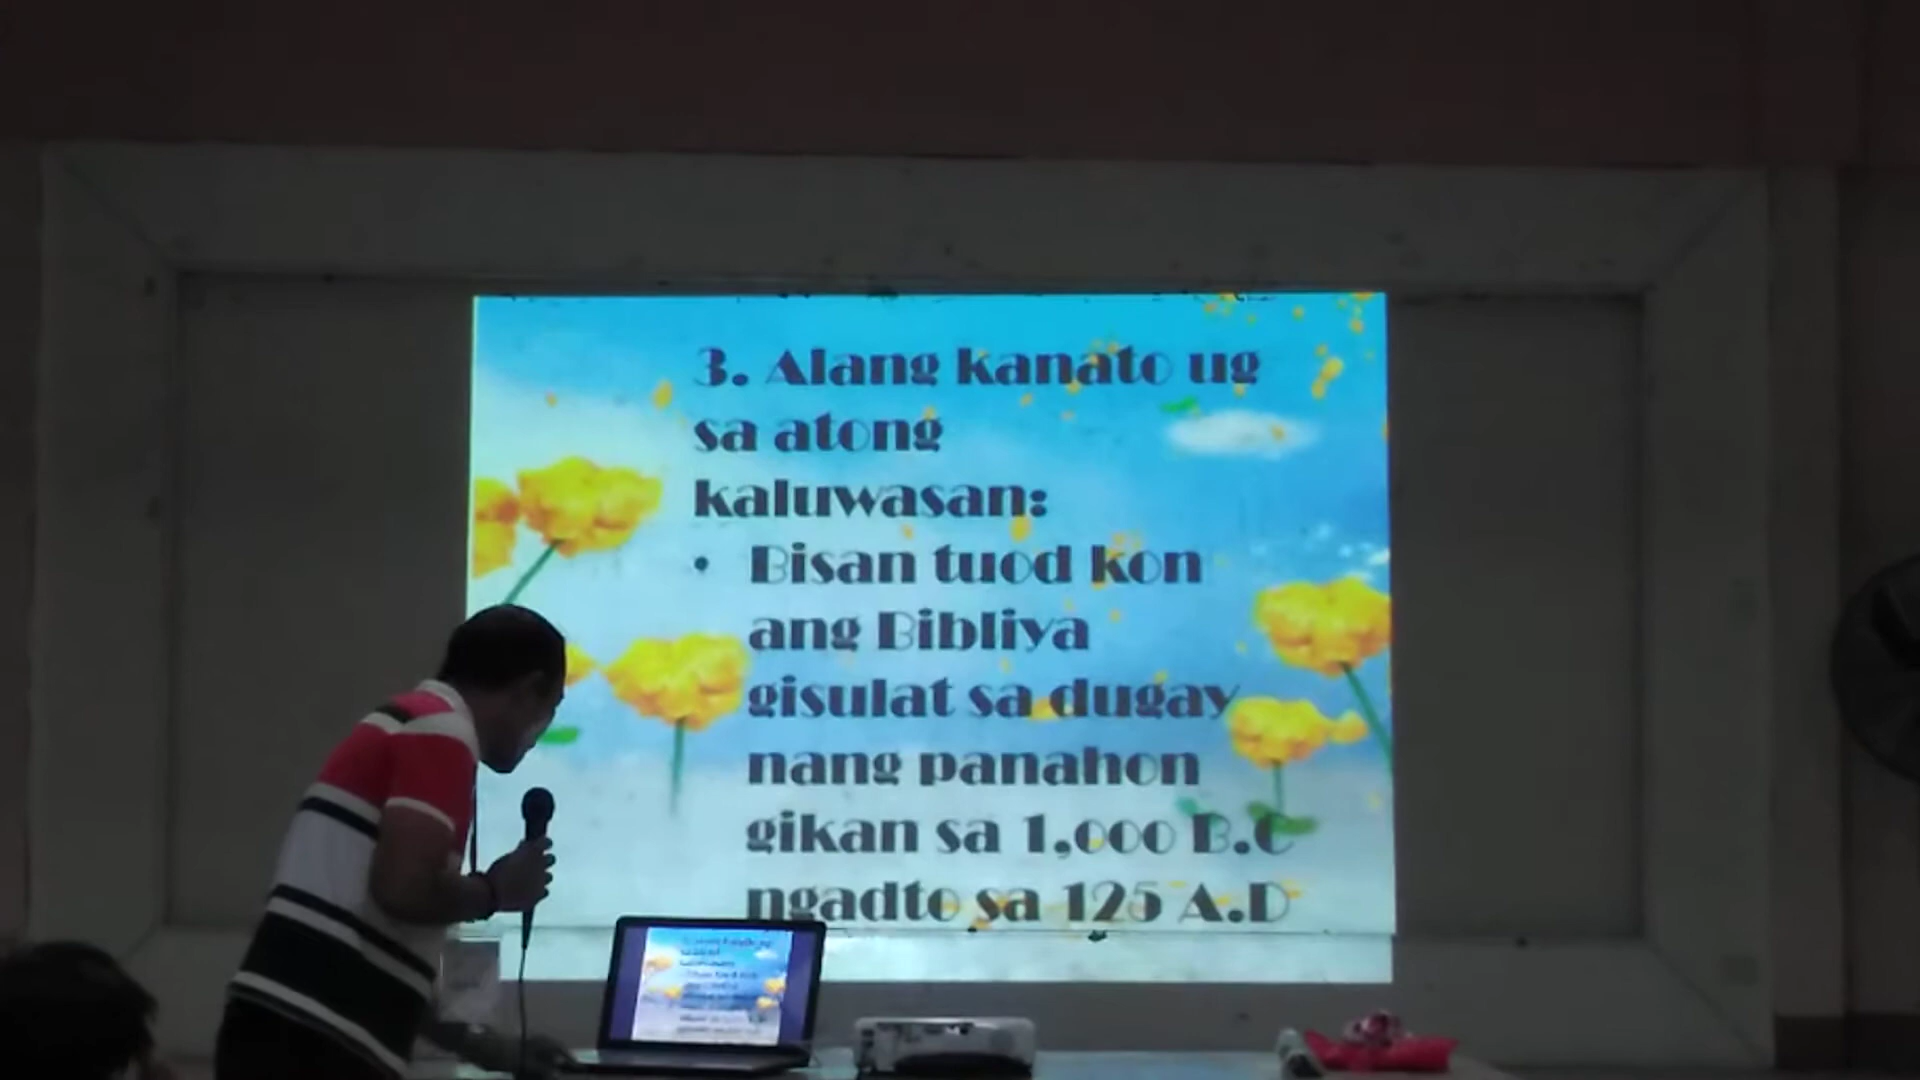 3. Alang kanato ug
sa atong
kaluwasan:
• Bisan tuod kon
ang Bibliya
gisulat sa dugay
nang panahon
gikan sa 1,000 B.C
ngadto sa 125 A.D